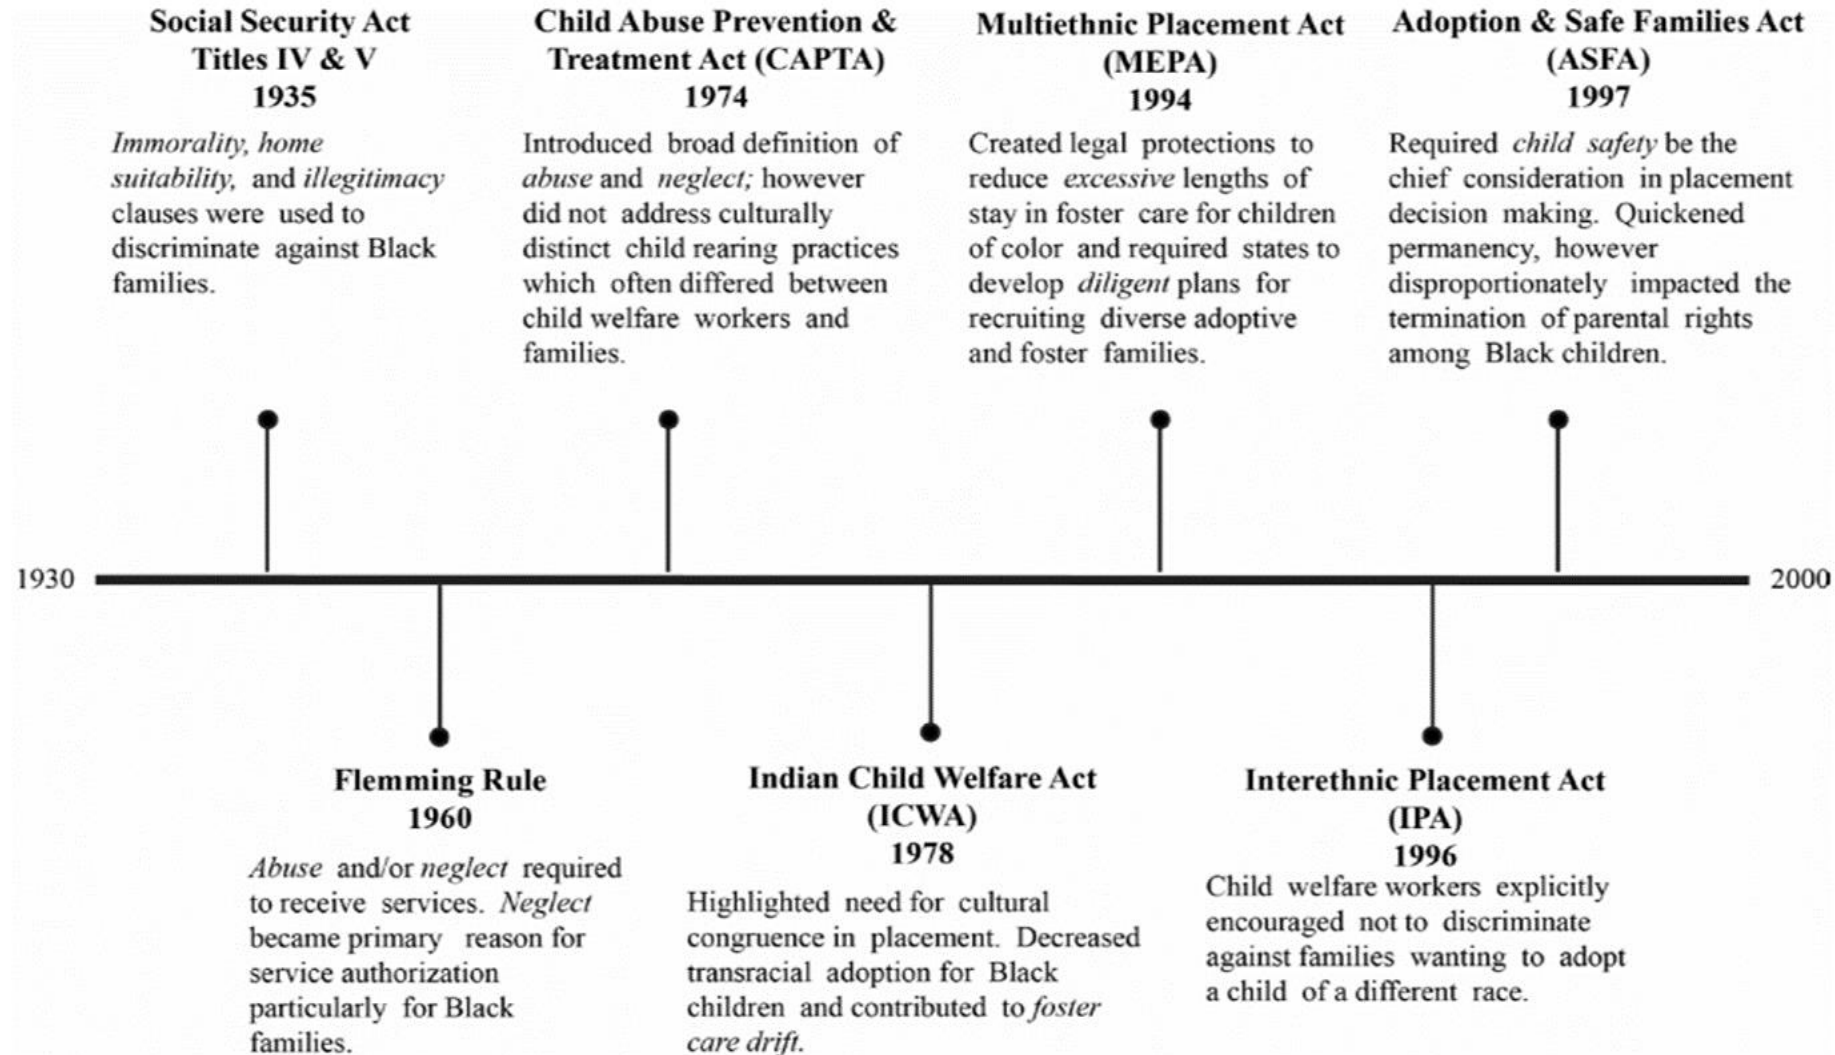 Social Security Act
Titles IV & V
1935
Immorality, home
suitability, and illegitimacy
clauses were used to
discriminate against Black
families.
Child Abuse Prevention &
Treatment Act (CAPTA)
1974
Introduced broad definition of
abuse and neglect; however
did not address culturally
distinct child rearing practices
which often differed between
child welfare workers and
families.
Multiethnic Placement Act
(MEPA)
1994
Created legal protections to
reduce excessive lengths of
stay in foster care for children
of color and required states to
develop diligent plans for
recruiting diverse adoptive
and foster families.
Adoption & Safe Families Act
(ASFA)
1997
Required child safety be the
chief consideration in placement
decision making. Quickened
permanency, however
disproportionately impacted the
termination of parental rights
among Black children.
1930
2000
Flemming Rule
1960
Abuse and/or neglect required
to receive services. Neglect
became primary reason for
service authorization
particularly for Black
families.
Indian Child Welfare Act
(ICWA)
1978
Highlighted need for cultural
congruence in placement. Decreased
transracial adoption for Black
children and contributed to foster
care drift.
Interethnic Placement Act
(IPA)
1996
Child welfare workers explicitly
encouraged not to discriminate
against families wanting to adopt
a child of a different race.